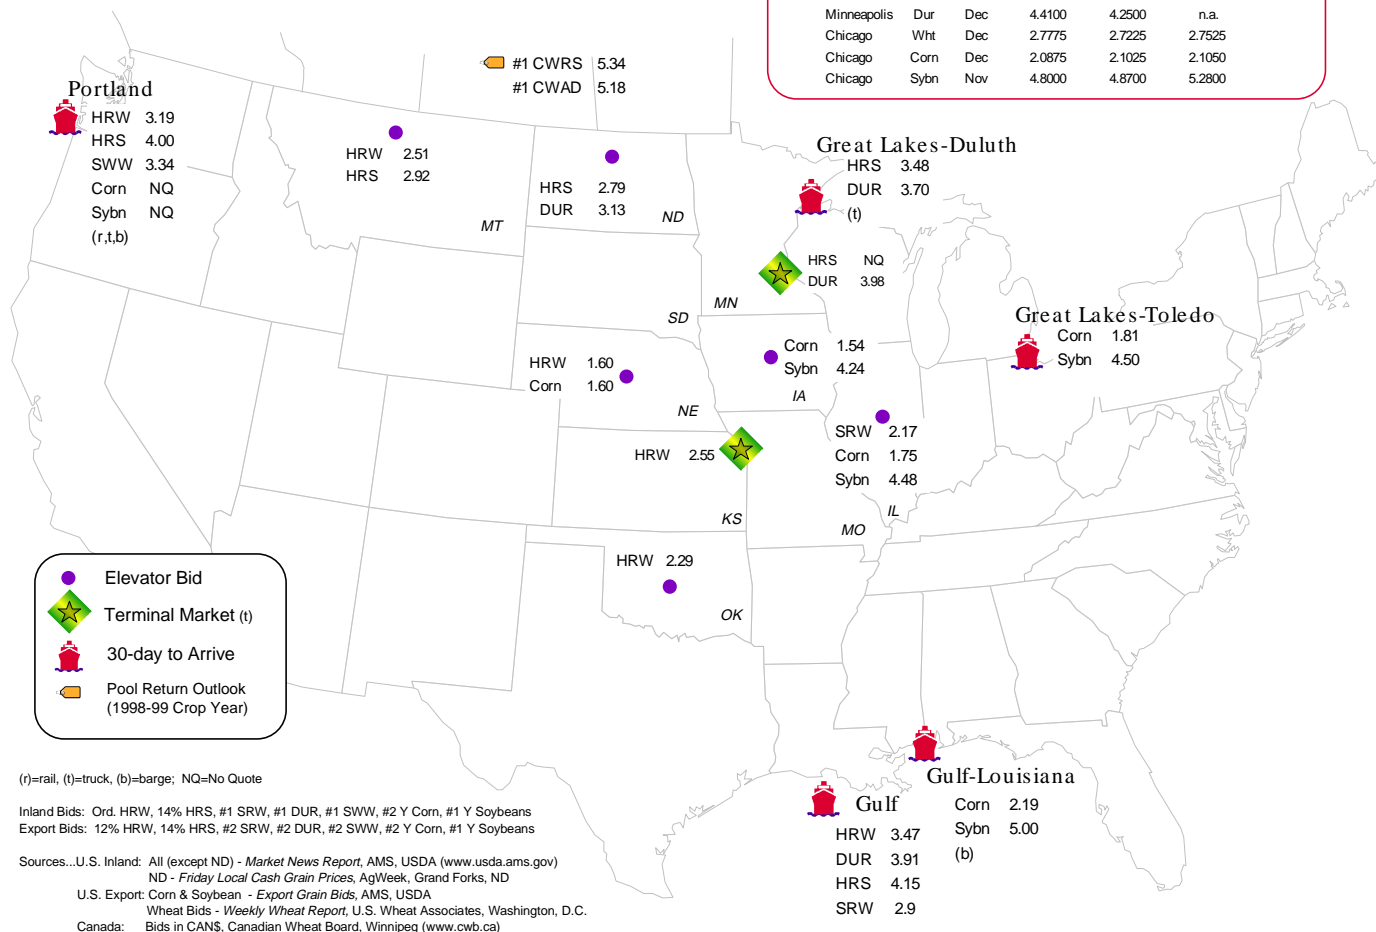 Minneapolis Dur Dec 4.4100 4.2500 n.a.
Chicago Wht Dec 2.7775 2.7225 2.7525
Chicago Corn Dec 2.0875 2.1025 2.1050
Chicago Sybn Nov 4.8000 4.8700 5.2800
#1 CWRS 5.34
#1 CWAD 5.18
Portland
HRW 3.19
HRS 4.00
SWW 3.34
Corn NQ
Sybn NQ
(r,t,b)
HRW 2.51
HRS 2.92
MT
HRS 2.79
DUR 3.13
ND
Great Lakes-Duluth
HRS 3.48
DUR 3.70
(t)
HRS NQ
DUR 3.98
MN
SD
Great Lakes-Toledo
Corn 1.81
Sybn 4.50
HRW 1.60
Corn 1.60
NE
Corn 1.54
Sybn 4.24
IA
SRW 2.17
Corn 1.75
Sybn 4.48
IL
HRW 2.55
KS
MO
HRW 2.29
OK
Elevator Bid
Terminal Market (t)
30-day to Arrive
Pool Return Outlook
(1998-99 Crop Year)
Gulf-Louisiana
Corn 2.19
Sybn 5.00
(b)
Gulf
HRW 3.47
DUR 3.91
HRS 4.15
SRW 2.9
(r)=rail, (t)=truck, (b)=barge; NQ=No Quote
Inland Bids: Ord. HRW, 14% HRS, #1 SRW, #1 DUR, #1 SWW, #2 Y Corn, #1 Y Soybeans
Export Bids: 12% HRW, 14% HRS, #2 SRW, #2 DUR, #2 SWW, #2 Y Corn, #1 Y Soybeans
Sources...U.S. Inland: All (except ND) - Market News Report, AMS, USDA (www.usda.ams.gov)
ND - Friday Local Cash Grain Prices, AgWeek, Grand Forks, ND
U.S. Export: Corn & Soybean - Export Grain Bids, AMS, USDA
Wheat Bids - Weekly Wheat Report, U.S. Wheat Associates, Washington, D.C.
Canada: Bids in CAN$, Canadian Wheat Board, Winnipeg (www.cwb.ca)